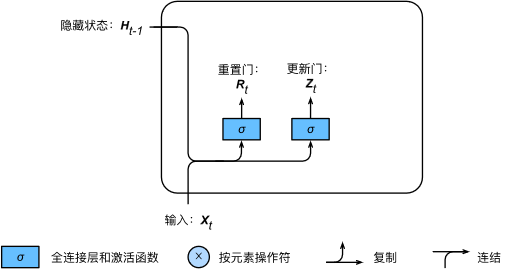 隐藏状态：H_{t-1}
重置门：
R_t
更新门：
Z_t
σ
σ
输入：X_t
σ 全连接层和激活函数
× 按元素操作符
复制
连结